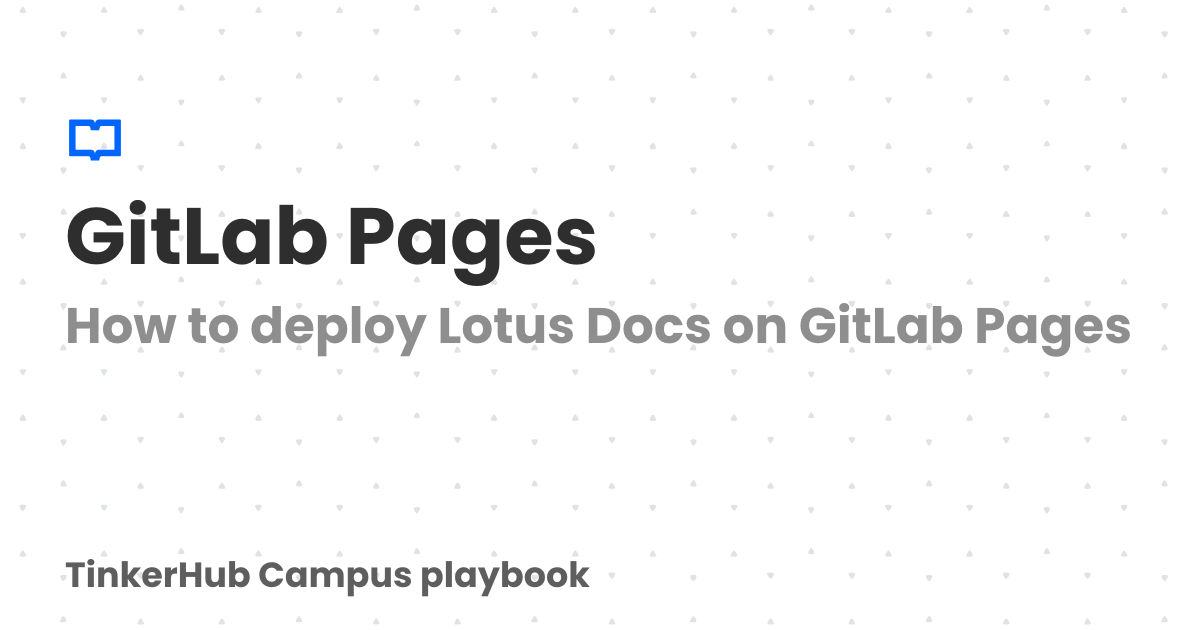 GitLab Pages
How to deploy Lotus Docs on GitLab Pages
TinkerHub Campus playbook